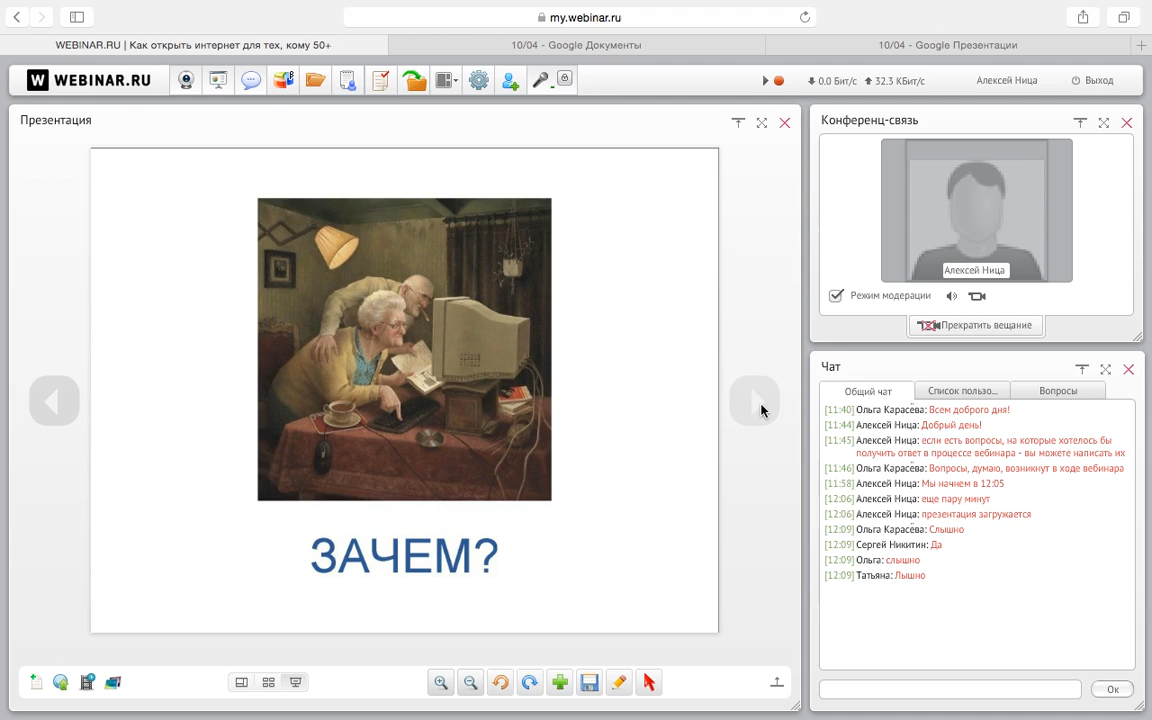 my.webinar.ru
WEBINAR.RU | Как открыть интернет для тех, кому 50+
10/04 - Google Документы
10/04 - Google Презентации
W WEBINAR.RU
0.0 Бит/с
32.3 КБит/с
Алексей Ница
Выход
Презентация
ЗАЧЕМ?
Конференц-связь
Алексей Ница
Режим модерации
Прекратить вещание
Чат
Общий чат
Список пользо...
Вопросы
[11:40] Ольга Карасёва: Всем доброго дня!
[11:44] Алексей Ница: Добрый день!
[11:45] Алексей Ница: если есть вопросы, на которые хотелось бы
получить ответ в процессе вебинара - вы можете написать их
[11:46] Ольга Карасёва: Вопросы, думаю, возникнут в ходе вебинара
[11:58] Алексей Ница: Мы начнем в 12:05
[12:06] Алексей Ница: еще пару минут
[12:06] Алексей Ница: презентация загружается
[12:09] Ольга Карасёва: Слышно
[12:09] Сергей Никитин: Да
[12:09] Ольга: слышно
[12:09] Татьяна: Лышно
Ок